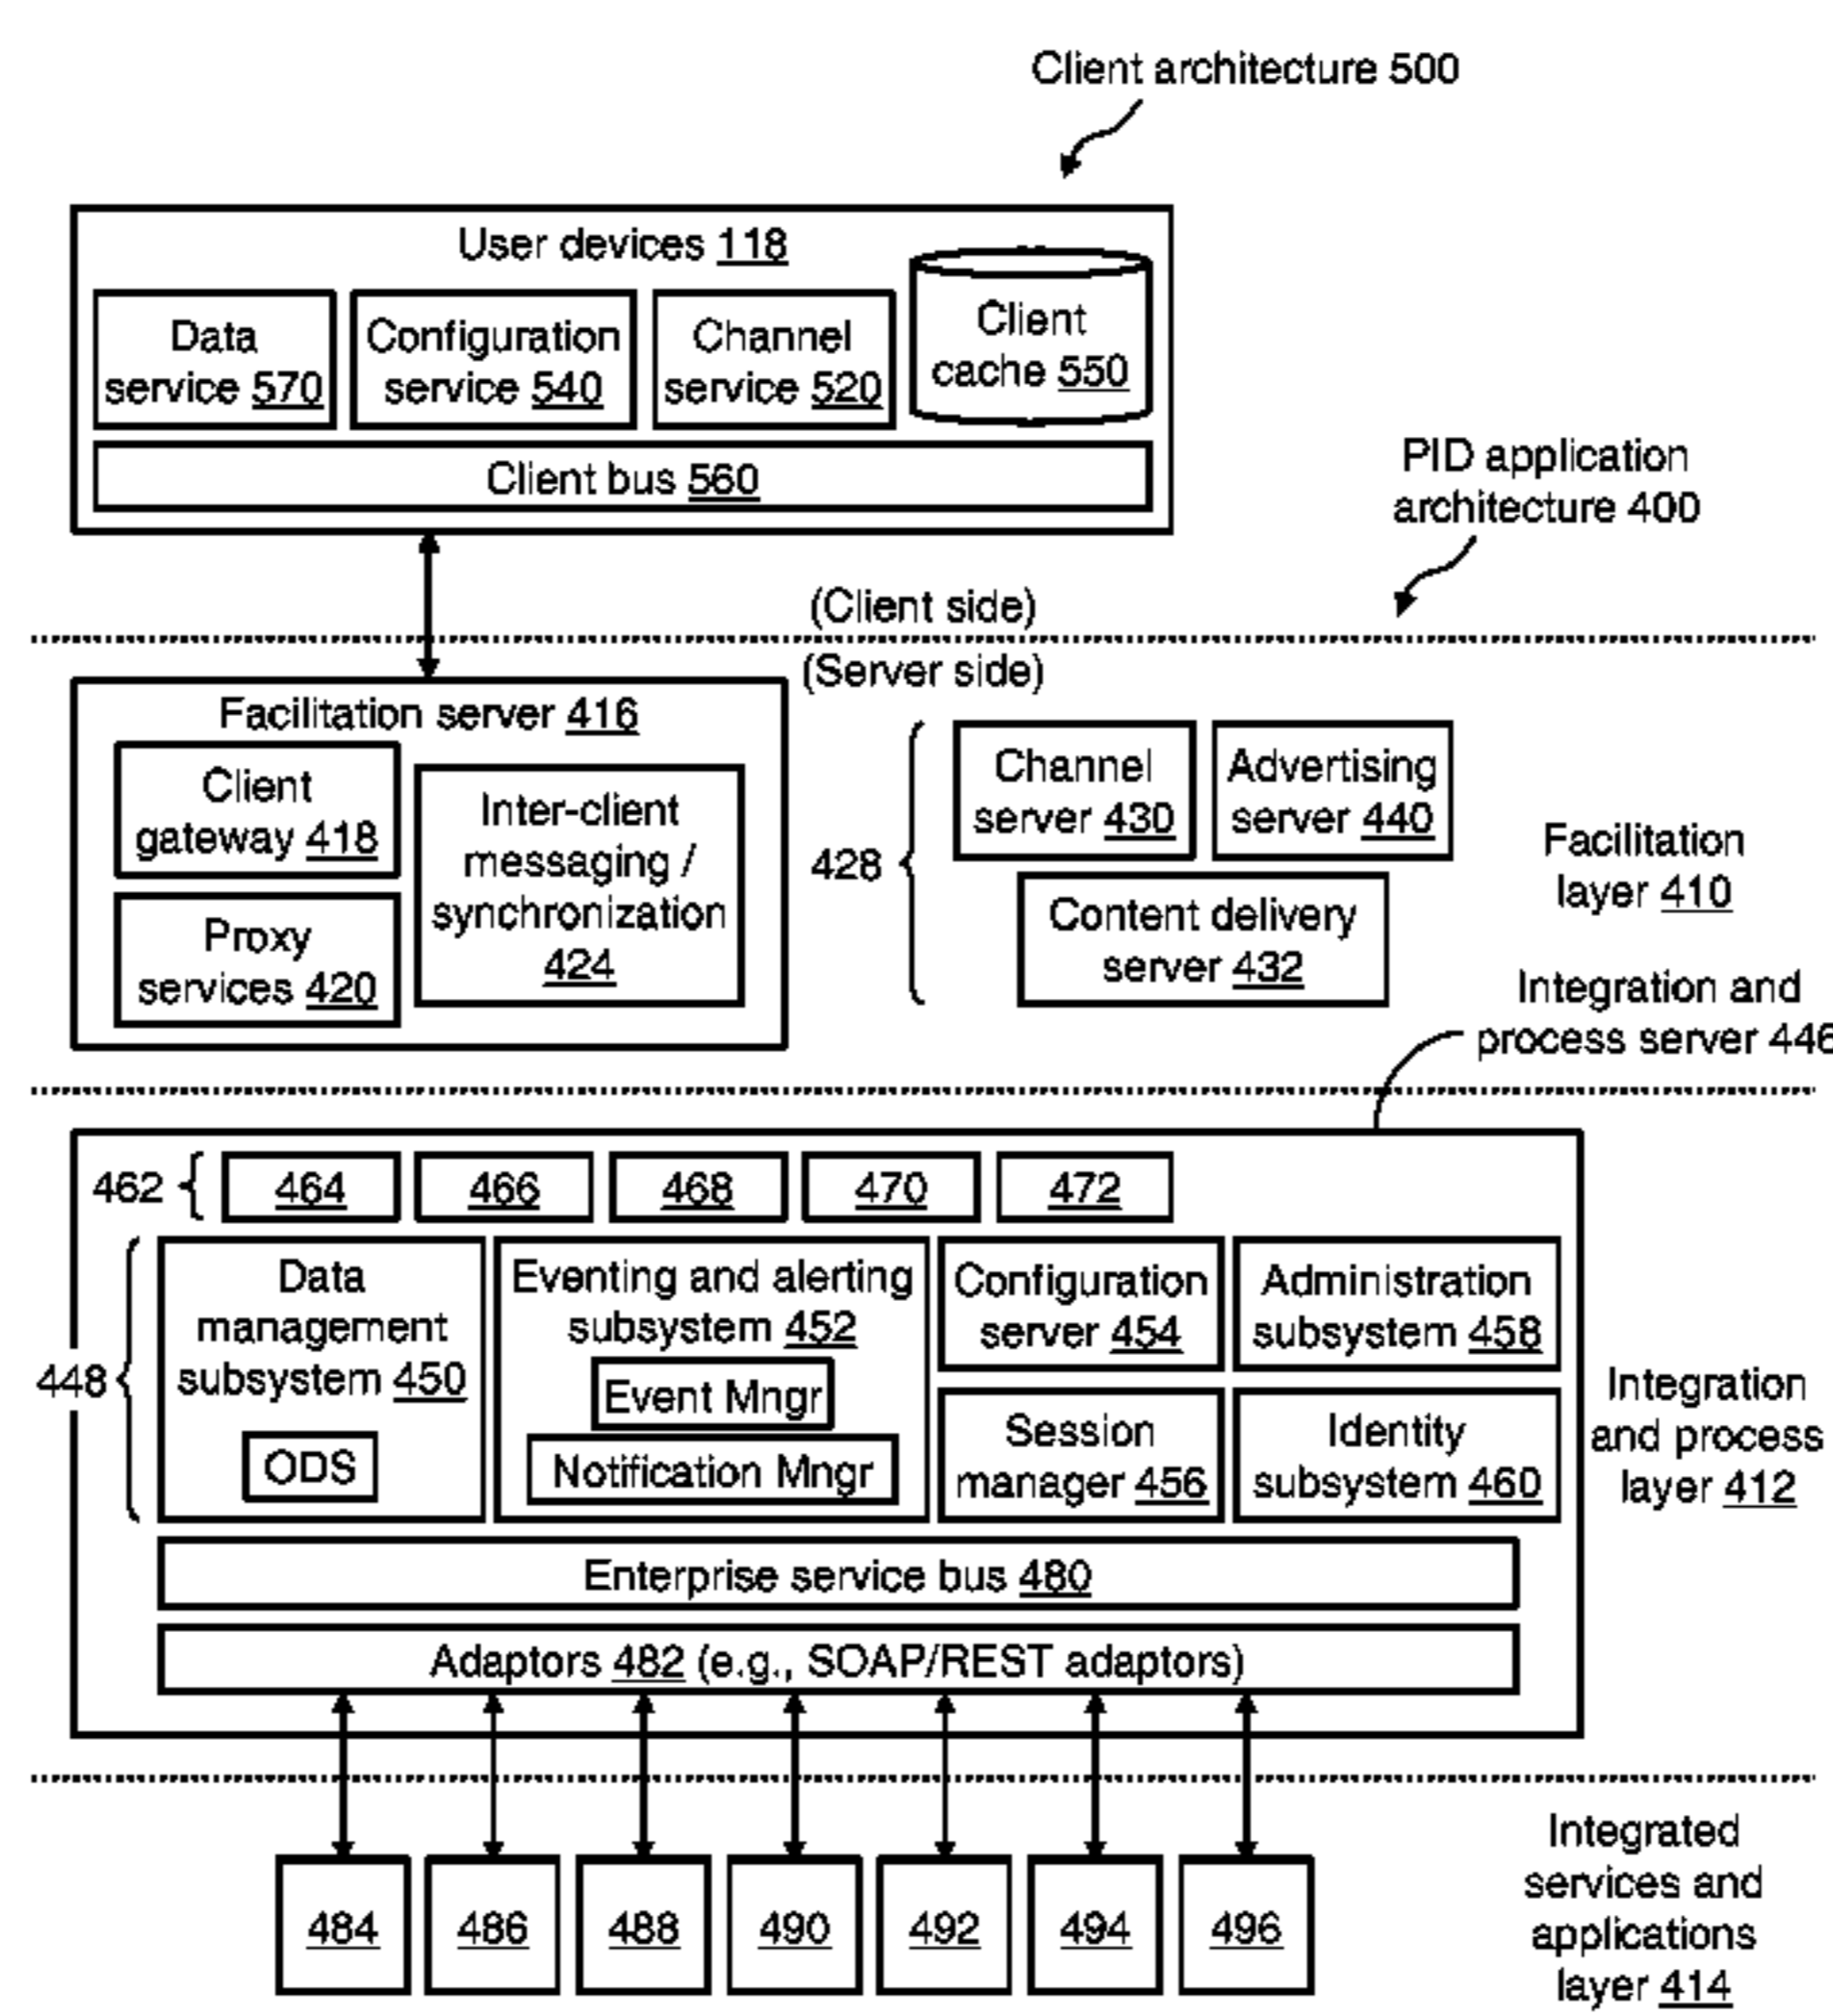 Client architecture 500
User devices 118
Data
service 570
Configuration
service 540
Channel
service 520
Client
cache 550
Client bus 560
PID application
architecture 400
(Client side)
(Server side)
Facilitation server 416
Client
gateway 418
Proxy
services 420
Inter-client
messaging /
synchronization
424
428
Channel
server 430
Advertising
server 440
Content delivery
server 432
Facilitation
layer 410
Integration and
process server 446
462
464
466
468
470
472
448
Data
management
subsystem 450
ODS
Eventing and alerting
subsystem 452
Event Mngr
Notification Mngr
Configuration
server 454
Administration
subsystem 458
Session
manager 456
Identity
subsystem 460
Integration
and process
layer 412
Enterprise service bus 480
Adaptors 482 (e.g., SOAP/REST adaptors)
484
486
488
490
492
494
496
Integrated
services and
applications
layer 414